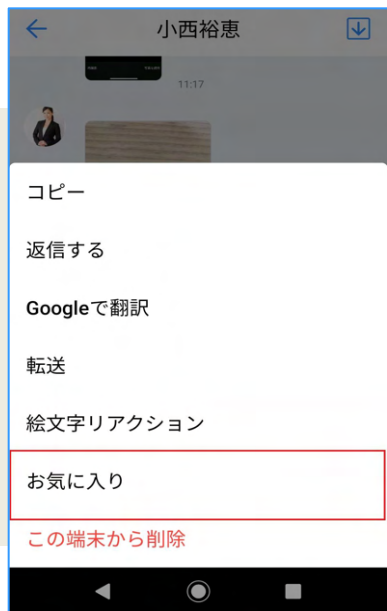 小西裕恵
11:17
コピー
返信する
Googleで翻訳
転送
絵文字リアクション
お気に入り
この端末から削除